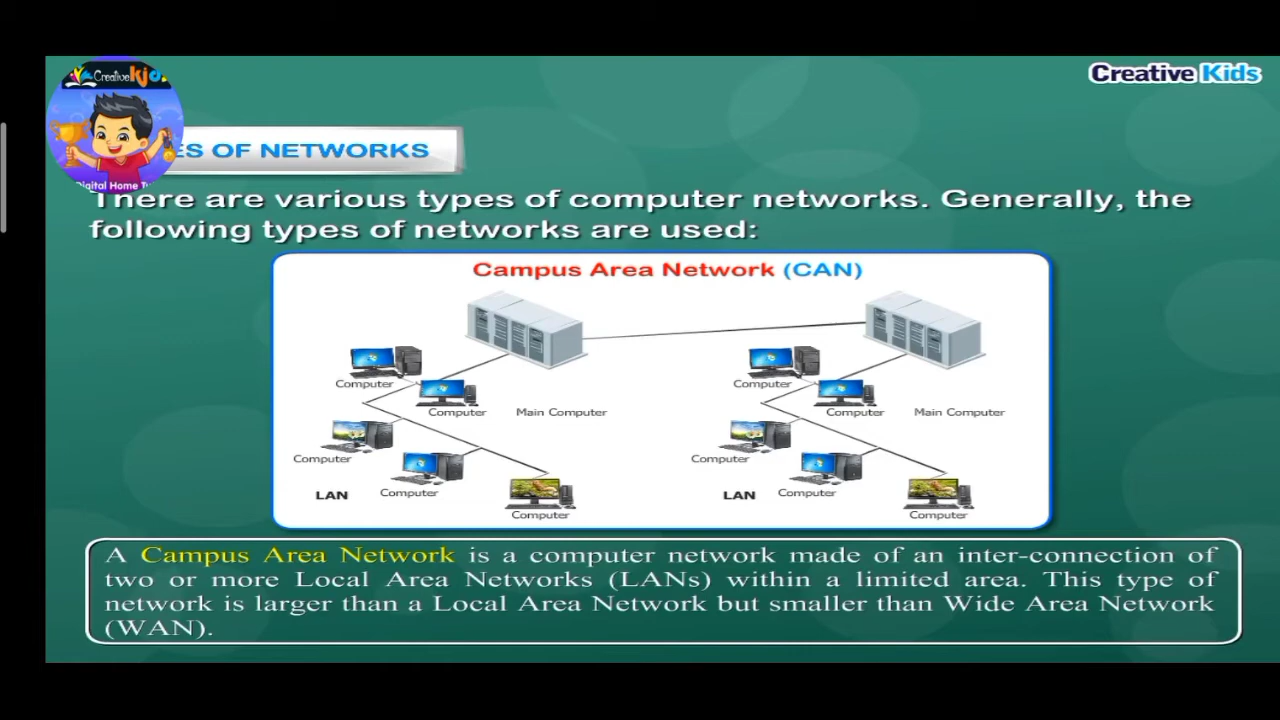 Creative Kids
Creative kid
Digital Home
ES OF NETWORKS
There are various types of computer networks. Generally, the
following types of networks are used:
Campus Area Network (CAN)
Computer
Computer
Main Computer
Computer
Computer
LAN
Computer
Computer
Computer
Main Computer
Computer
Computer
LAN
Computer
A Campus Area Network is a computer network made of an inter-connection of
two or more Local Area Networks (LANs) within a limited area. This type of
network is larger than a Local Area Network but smaller than Wide Area Network
(WAN).